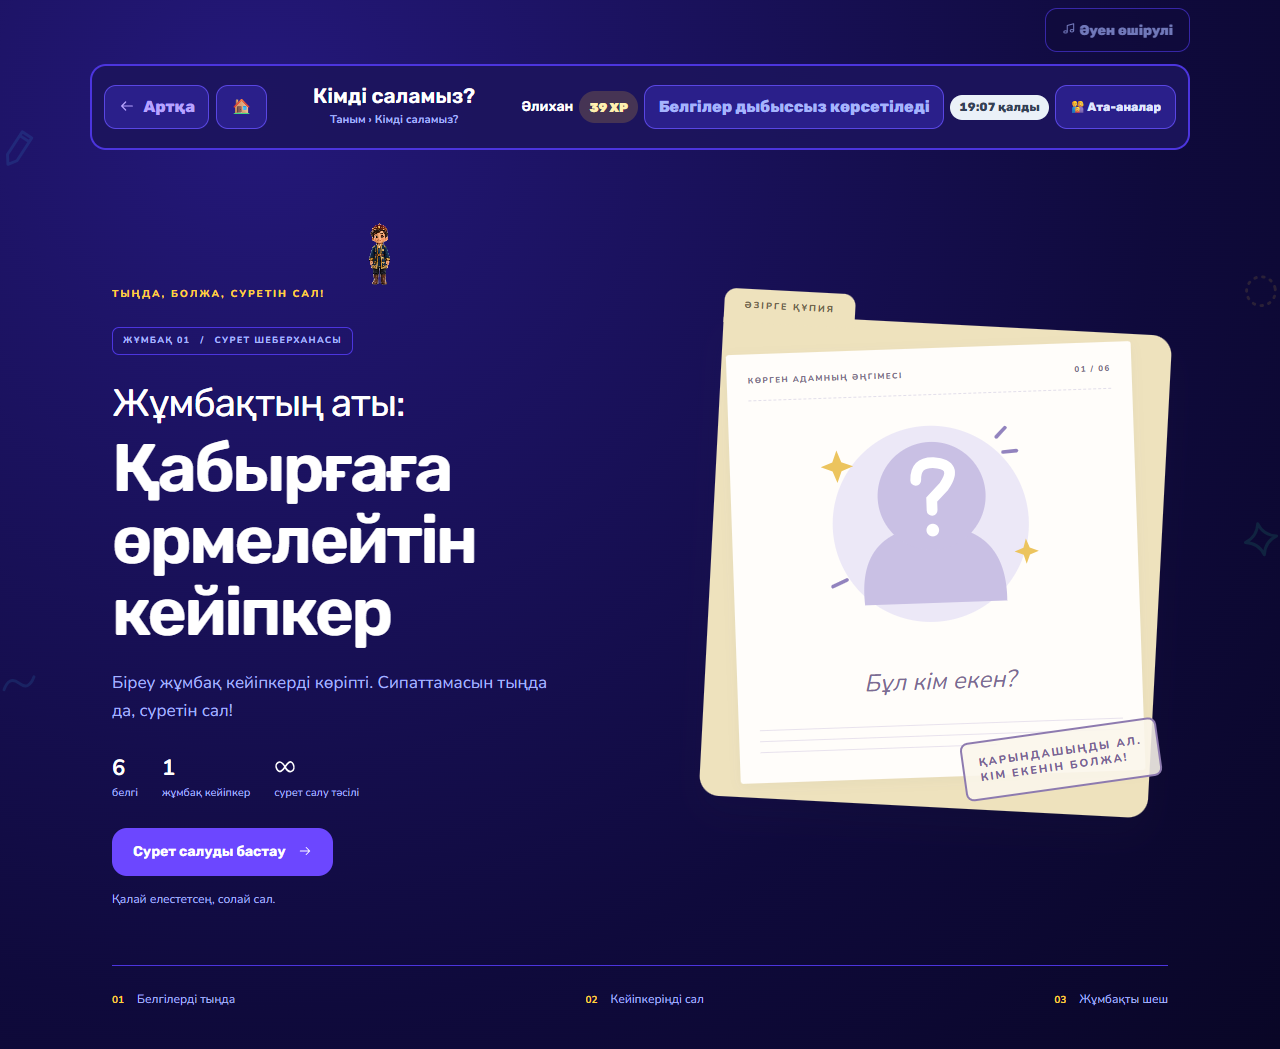 Әуен өшірулі
← Артқа
Кімді саламыз?
Таным › Кімді саламыз?
Әлихан
39 XP
Белгілер дыбыссыз көрсетіледі
19:07 қалды
Ата-аналар
ТЫҢДА, БОЛЖА, СУРЕТІН САЛ!
ЖҰМБАҚ 01 / СУРЕТ ШЕБЕРХАНАСЫ
Жұмбақтың аты:
Қабырғаға
өрмелейтін
кейіпкер
Біреу жұмбақ кейіпкерді көріпті. Сипаттамасын тыңда
да, суретін сал!
6
белгі
1
жұмбақ кейіпкер
∞
сурет салу тәсілі
Сурет салуды бастау →
Қалай елестетсең, солай сал.
ӘЗІРГЕ ҚҰПИЯ
КӨРГЕН АДАМНЫҢ ӘҢГІМЕСІ
01 / 06
?
Бұл кім екен?
ҚАРЫНДАШЫҢДЫ АЛ.
КІМ ЕКЕНІН БОЛЖА!
01 Белгілерді тыңда
02 Кейіпкеріңді сал
03 Жұмбақты шеш